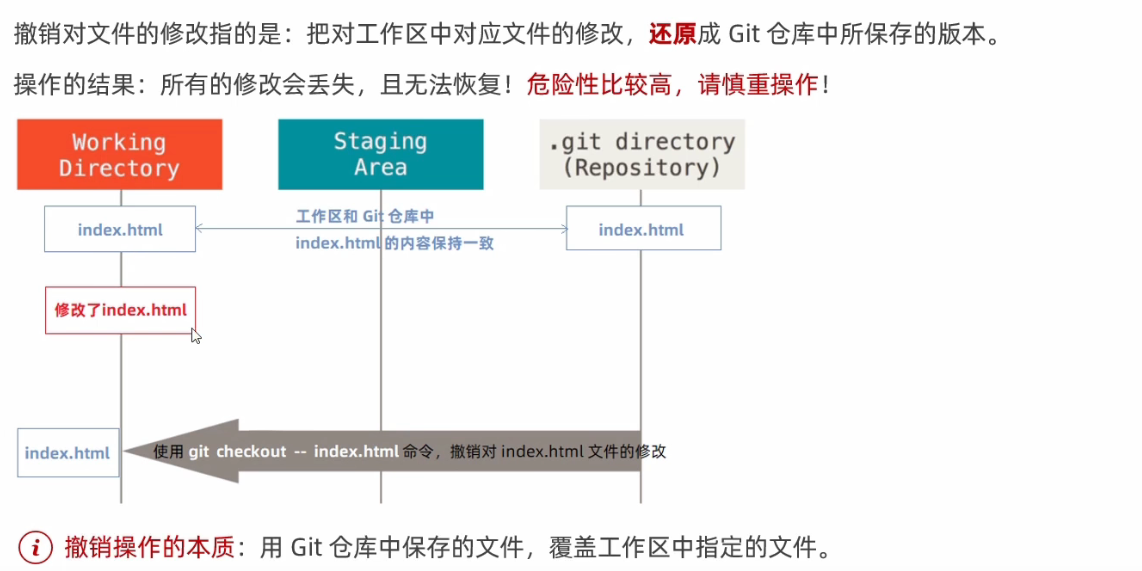 撤销对文件的修改指的是：把对工作区中对应文件的修改，还原成 Git 仓库中所保存的版本。
操作的结果：所有的修改会丢失，且无法恢复！危险性比较高，请慎重操作！
Working
Directory
Staging
Area
.git directory
(Repository)
index.html
工作区和 Git 仓库中
index.html 的内容保持一致
index.html
修改了index.html
index.html
使用 git checkout -- index.html 命令，撤销对 index.html 文件的修改
i 撤销操作的本质：用 Git 仓库中保存的文件，覆盖工作区中指定的文件。